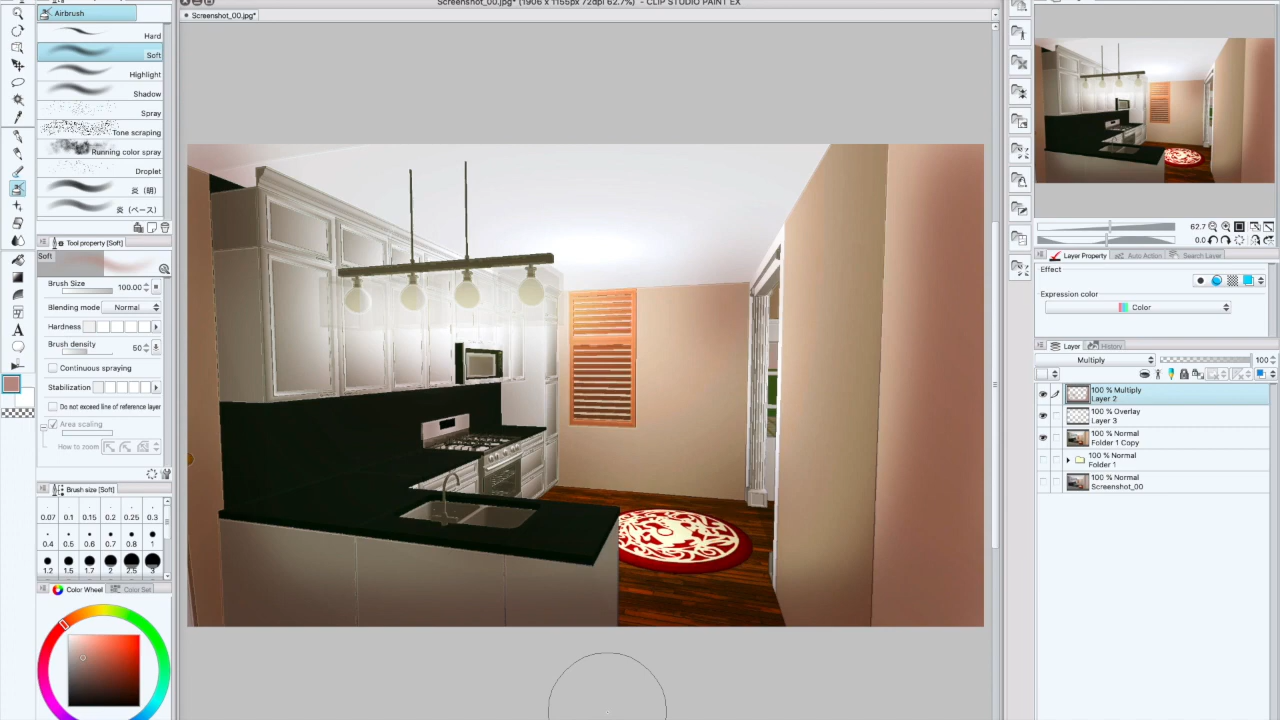 Screenshot_00.jpg* (1906 x 1155px 72dpi 62.7%) - CLIP STUDIO PAINT EX
Airbrush
Screenshot_00.jpg*
Hard
Soft
Highlight
Shadow
Spray
Tone scraping
Running color spray
Droplet
炎 (明)
炎 (ベース)
Tool property [Soft]
Soft
Brush Size 100.00
Blending mode Normal
Hardness
Brush density 50
Continuous spraying
Stabilization
Do not exceed line of reference layer
Area scaling
How to zoom
Brush size [Soft]
0.07 0.1 0.15 0.2 0.25 0.3
0.4 0.5 0.6 0.7 0.8 1
1.2 1.5 1.7 2 2.5 3
Color Wheel Color Set
62.7
0.0
Layer Property Auto Action Search Layer
Effect
Expression color
Color
Layer History
Multiply 100
100 % Multiply
Layer 2
100 % Overlay
Layer 3
100 % Normal
Folder 1 Copy
100 % Normal
Folder 1
100 % Normal
Screenshot_00